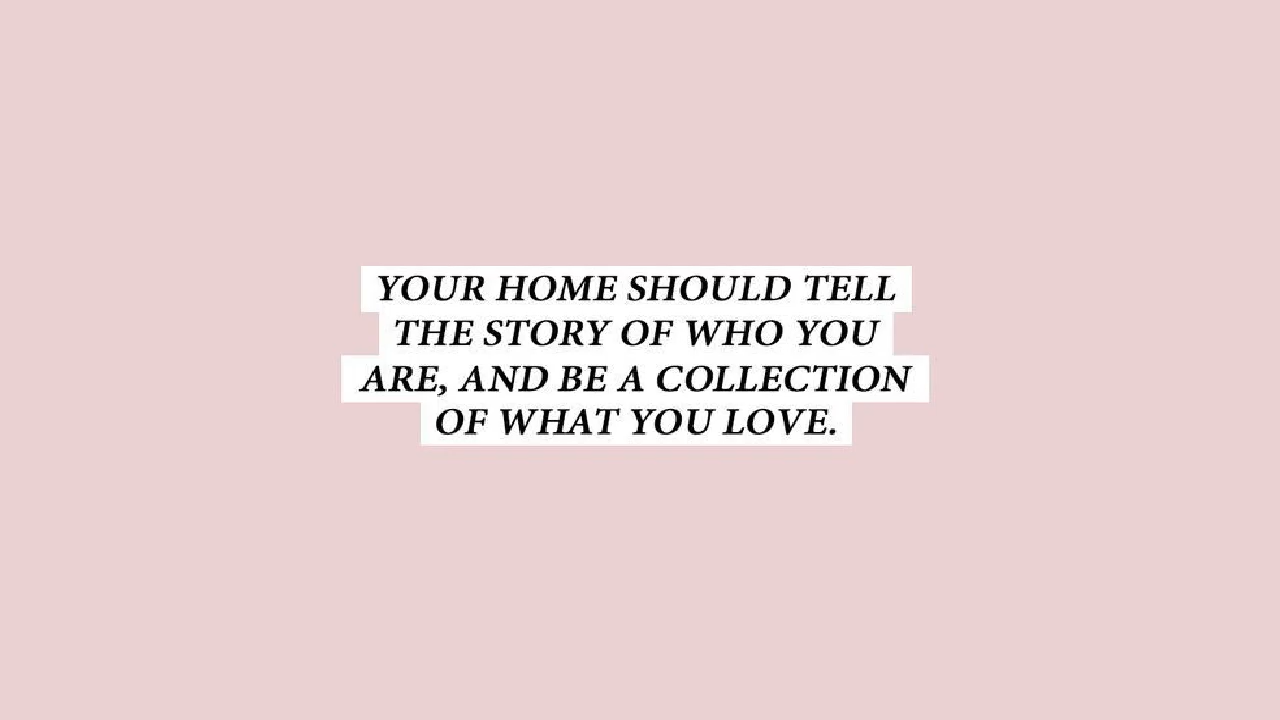 YOUR HOME SHOULD TELL
THE STORY OF WHO YOU
ARE, AND BE A COLLECTION
OF WHAT YOU LOVE.